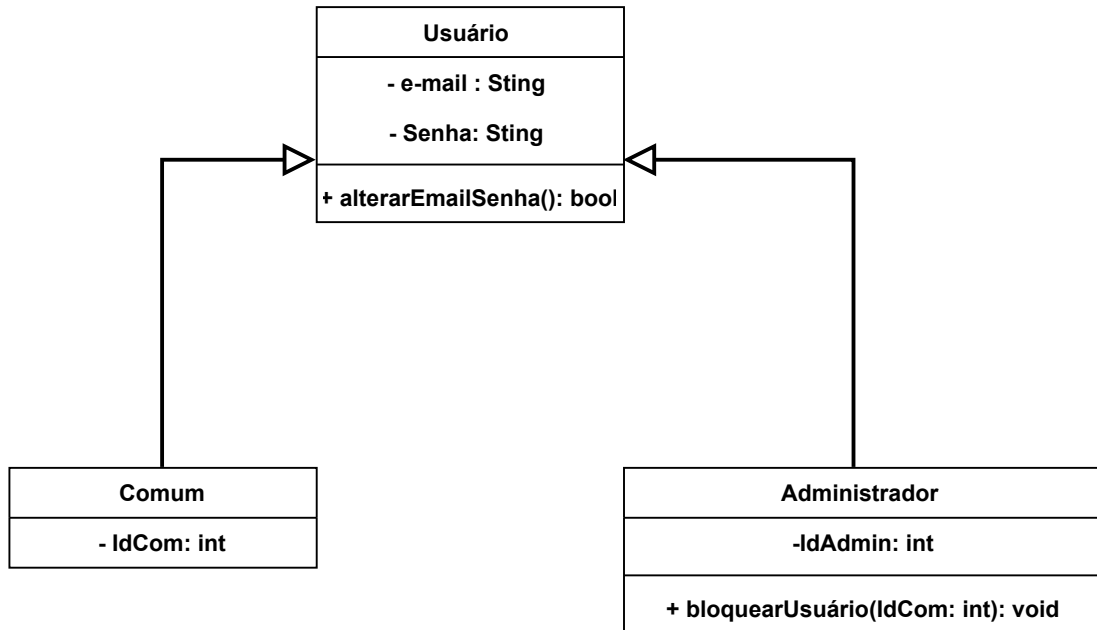 Usuário
- e-mail : Sting
- Senha: Sting
+ alterarEmailSenha(): bool
Comum
- IdCom: int
Administrador
-IdAdmin: int
+ bloquearUsuário(IdCom: int): void